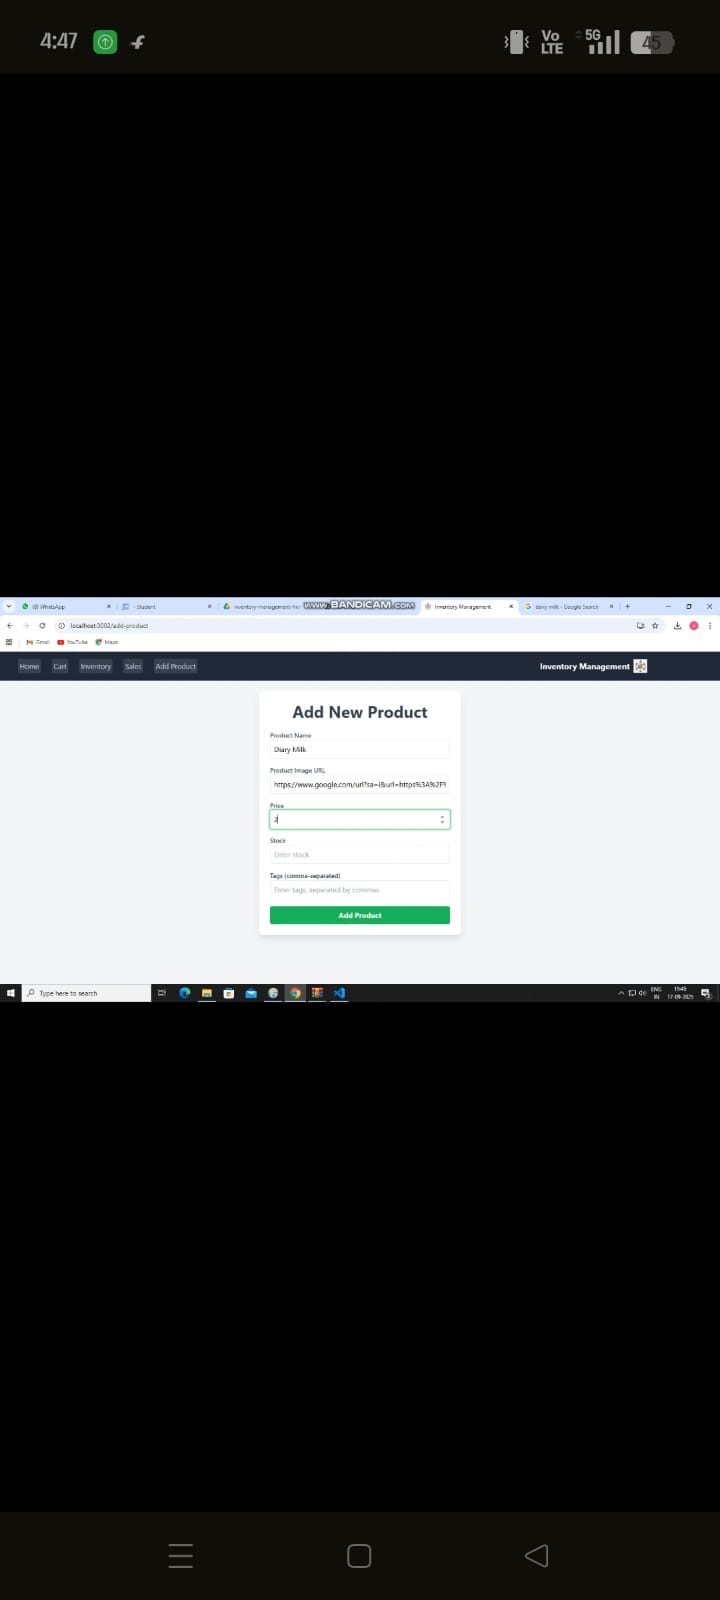 4:47
Vo LTE
5G
45
WhatsApp
Student
www.BANDICAM.com
Inventory Management
dairy milk - Google Search
localhost:3002/add-product
Gmail
YouTube
Maps
Home
Cart
Inventory
Sales
Add Product
Inventory Management
Add New Product
Product Name
Diary Milk
Product Image URL
https://www.google.com/url?sa=i&url=https%3A%2F%
Price
2
Stock
Enter stock
Tags (comma-separated)
Enter tags, separated by commas
Add Product
Type here to search
ENG
IN
17-09-2025